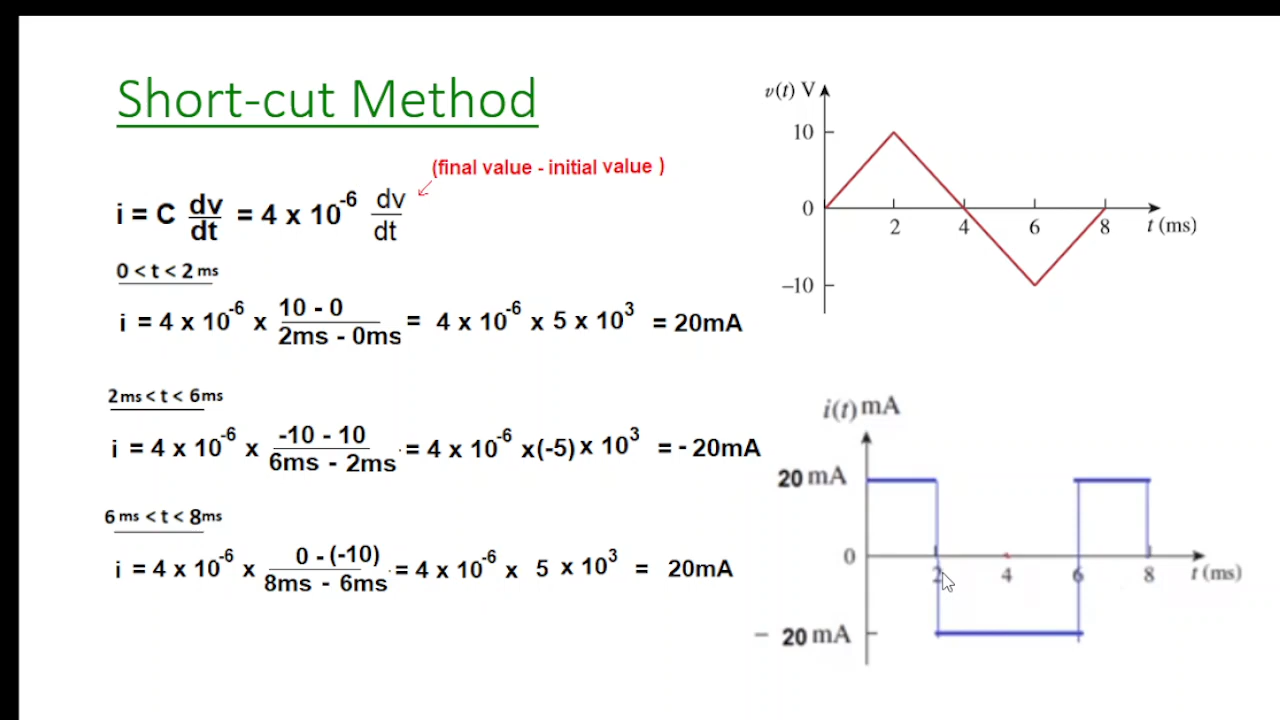 Short-cut Method
(final value - initial value )
i = C dv/dt = 4 x 10^-6 dv/dt
0 < t < 2 ms
i = 4 x 10^-6 x (10 - 0)/(2ms - 0ms) = 4 x 10^-6 x 5 x 10^3 = 20mA
2ms < t < 6ms
i = 4 x 10^-6 x (-10 - 10)/(6ms - 2ms) = 4 x 10^-6 x(-5) x 10^3 = - 20mA
6 ms < t < 8ms
i = 4 x 10^-6 x (0 - (-10))/(8ms - 6ms) = 4 x 10^-6 x 5 x 10^3 = 20mA
v(t) V
10
0
2 4 6 8 t (ms)
–10
i(t) mA
20 mA
0
2 4 6 8 t (ms)
– 20 mA